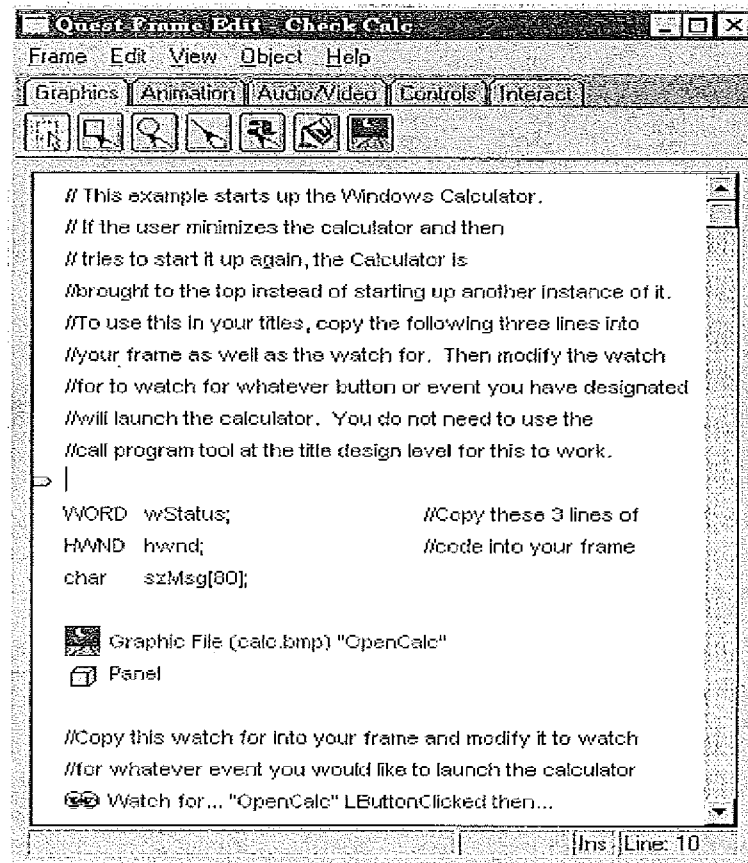 Quest Frame Edit - Check Calc
Frame Edit View Object Help
Graphics Animation Audio/Video Controls Interact
// This example starts up the Windows Calculator.
// If the user minimizes the calculator and then
// tries to start it up again, the Calculator is
//brought to the top instead of starting up another instance of it.
//To use this in your titles, copy the following three lines into
//your frame as well as the watch for. Then modify the watch
//for to watch for whatever button or event you have designated
//will launch the calculator. You do not need to use the
//call program tool at the title design level for this to work.
WORD wStatus; //Copy these 3 lines of
HWND hwnd; //code into your frame
char szMsg[80];
Graphic File (calc.bmp) "OpenCalc"
Panel
//Copy this watch for into your frame and modify it to watch
//for whatever event you would like to launch the calculator
Watch for... "OpenCalc" LButtonClicked then...
Ins Line: 10